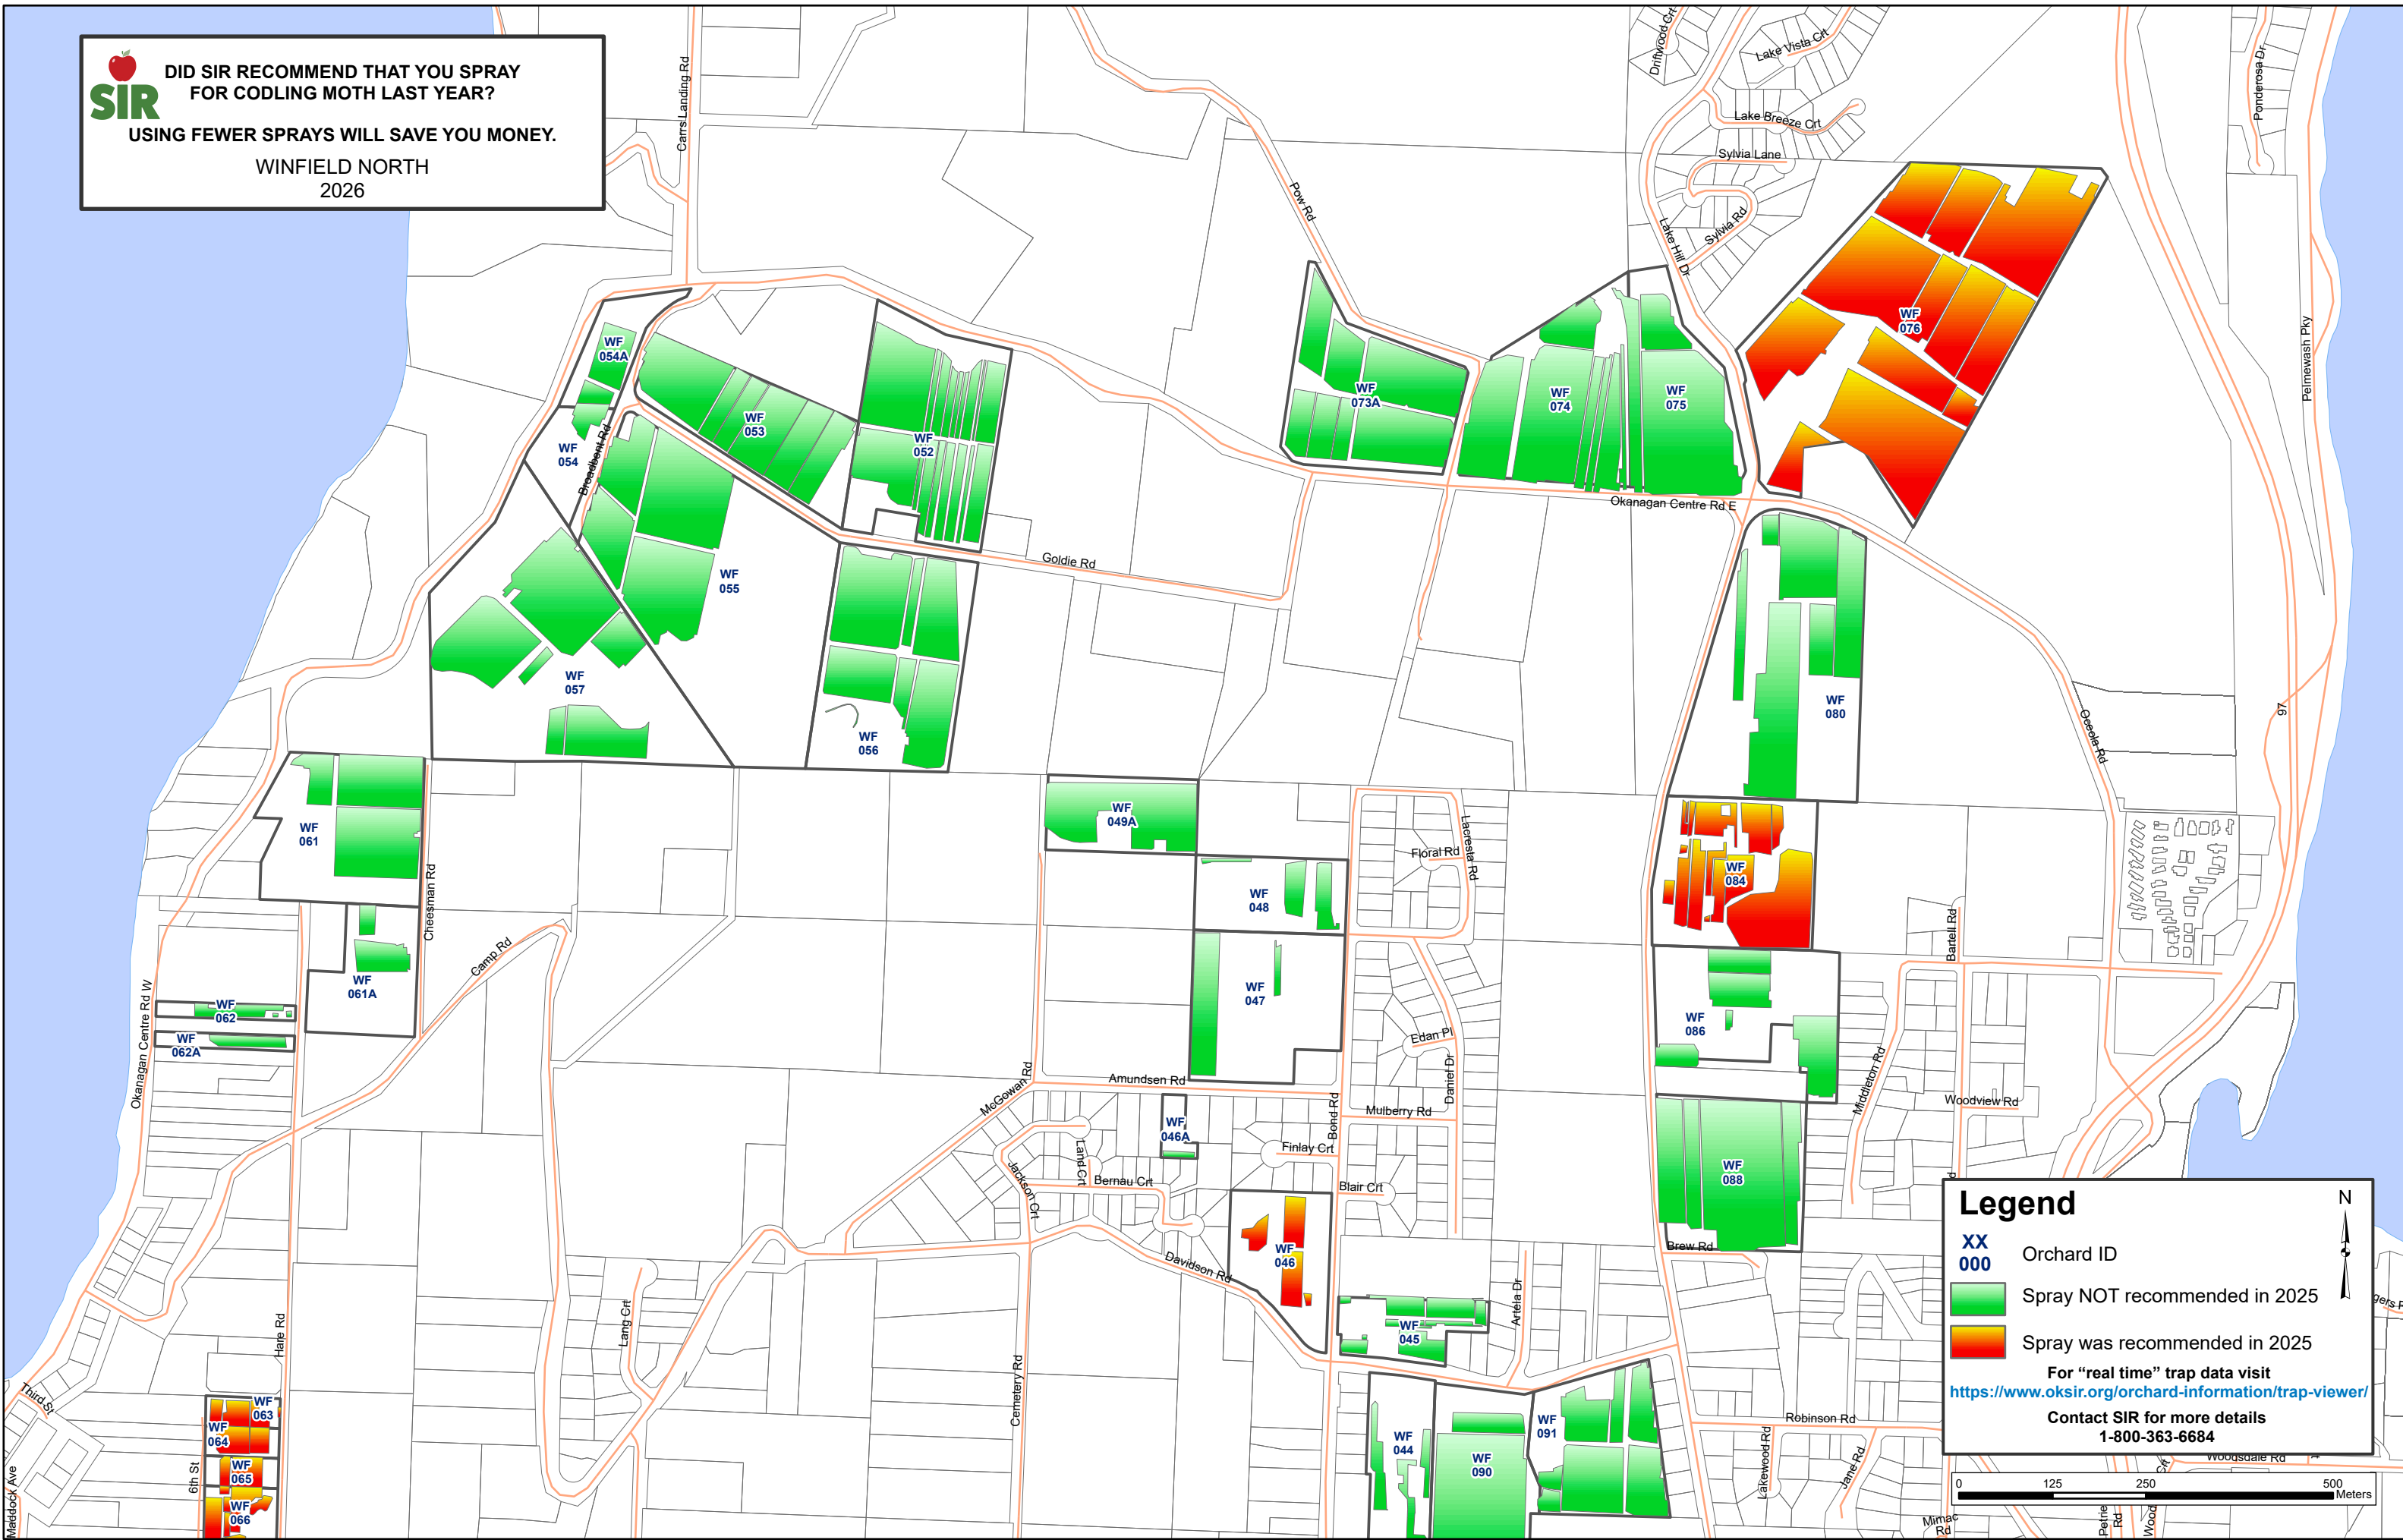 SIR
DID SIR RECOMMEND THAT YOU SPRAY
FOR CODLING MOTH LAST YEAR?
USING FEWER SPRAYS WILL SAVE YOU MONEY.
WINFIELD NORTH
2026
Carrs Landing Rd
Pow Rd
Driftwood Crt
Lake Vista Crt
Lake Breeze Crt
Sylvia Lane
Sylvia Rd
Lake Hill Dr
Ponderosa Dr
Pelmewash Pky
WF
076
WF
054A
WF
054
Broadbent Rd
WF
053
WF
052
WF
073A
WF
074
WF
075
Okanagan Centre Rd E
Goldie Rd
WF
055
WF
057
WF
056
WF
080
Oceola Rd
97
WF
061
Cheesman Rd
WF
049A
WF
048
Floral Rd
Lacresta Rd
WF
084
Bartell Rd
WF
061A
Camp Rd
WF
062
WF
062A
Okanagan Centre Rd W
WF
047
Edan Pl
Daniel Dr
WF
086
Middleton Rd
Woodview Rd
McGowan Rd
Amundsen Rd
Bond Rd
Mulberry Rd
WF
046A
Finlay Crt
Land Crt
Jackson Crt
Bernau Crt
Blair Crt
WF
088
Brew Rd
Davidson Rd
WF
046
WF
045
Artela Dr
Lang Crt
Hare Rd
Cemetery Rd
Third St
6th St
Maddock Ave
WF
063
WF
064
WF
065
WF
066
WF
044
WF
090
WF
091
Robinson Rd
Lakewood Rd
Jane Rd
Mimac
Rd
Petrie
Rd
Woodsdale Rd
Legend
N
XX
000
Orchard ID
Spray NOT recommended in 2025
Spray was recommended in 2025
For “real time” trap data visit
https://www.oksir.org/orchard-information/trap-viewer/
Contact SIR for more details
1-800-363-6684
0 125 250 500
Meters